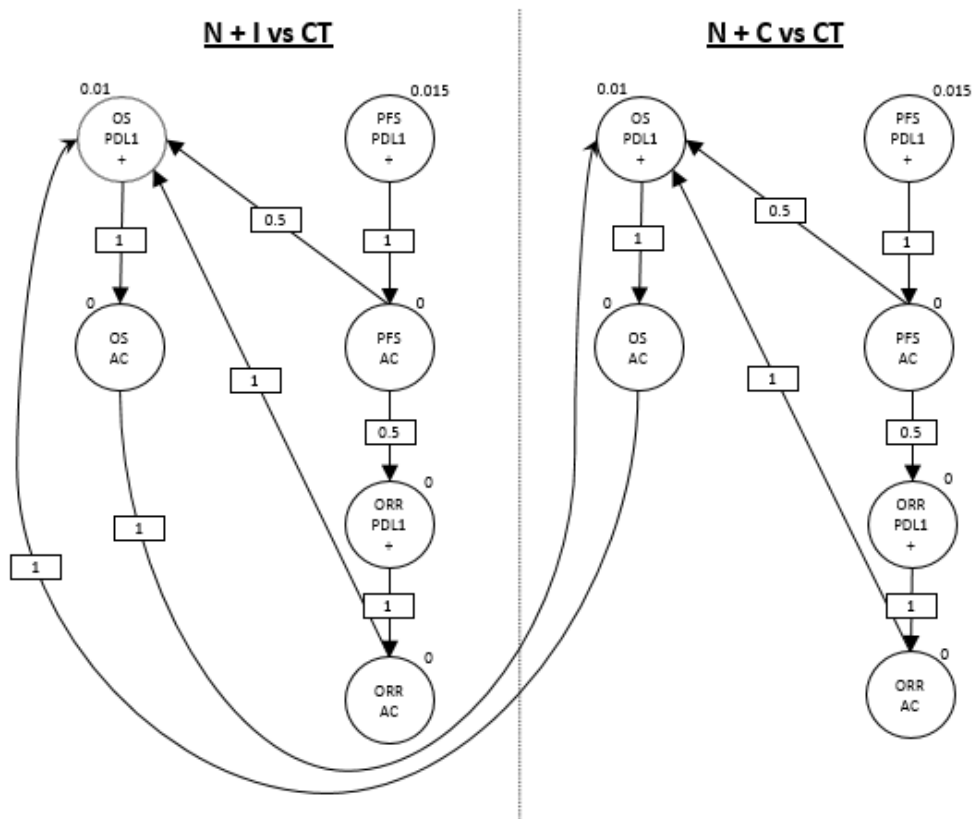 N + I vs CT
0.01
OS
PDL1
+
0.015
PFS
PDL1
+
0.5
1
1
0
OS
AC
0
PFS
AC
1
0.5
0
ORR
PDL1
+
1
1
1
0
ORR
AC
N + C vs CT
0.01
OS
PDL1
+
0.015
PFS
PDL1
+
0.5
1
1
0
OS
AC
0
PFS
AC
1
0.5
0
ORR
PDL1
+
1
0
ORR
AC